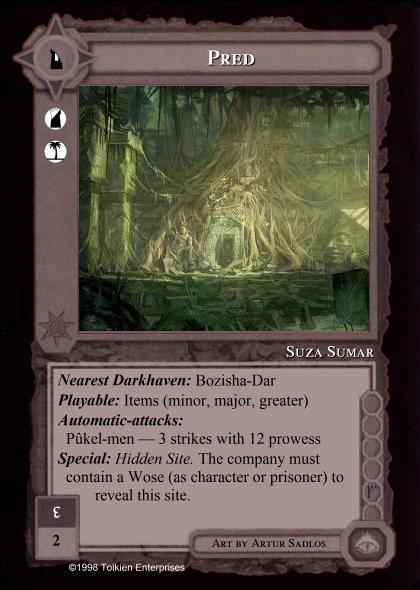 PRED
SUZA SUMAR
Nearest Darkhaven: Bozisha-Dar
Playable: Items (minor, major, greater)
Automatic-attacks:
Pûkel-men — 3 strikes with 12 prowess
Special: Hidden Site. The company must
contain a Wose (as character or prisoner) to
reveal this site.
ε
2
ART BY ARTUR SADLOS
©1998 Tolkien Enterprises